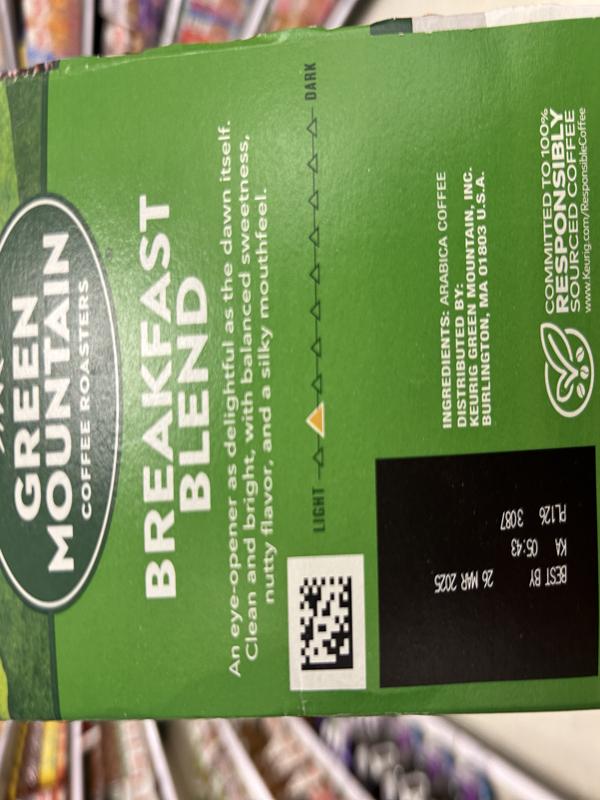 GREEN
MOUNTAIN
COFFEE ROASTERS
BREAKFAST
BLEND
An eye-opener as delightful as the dawn itself.
Clean and bright, with balanced sweetness,
nutty flavor, and a silky mouthfeel.
LIGHT DARK
INGREDIENTS: ARABICA COFFEE
DISTRIBUTED BY:
KEURIG GREEN MOUNTAIN, INC.
BURLINGTON, MA 01803 U.S.A.
COMMITTED TO 100%
RESPONSIBLY
SOURCED COFFEE
www.Keurig.com/ResponsibleCoffee
BEST BY KA 05:43 PL126 3087
26 MAR 2025